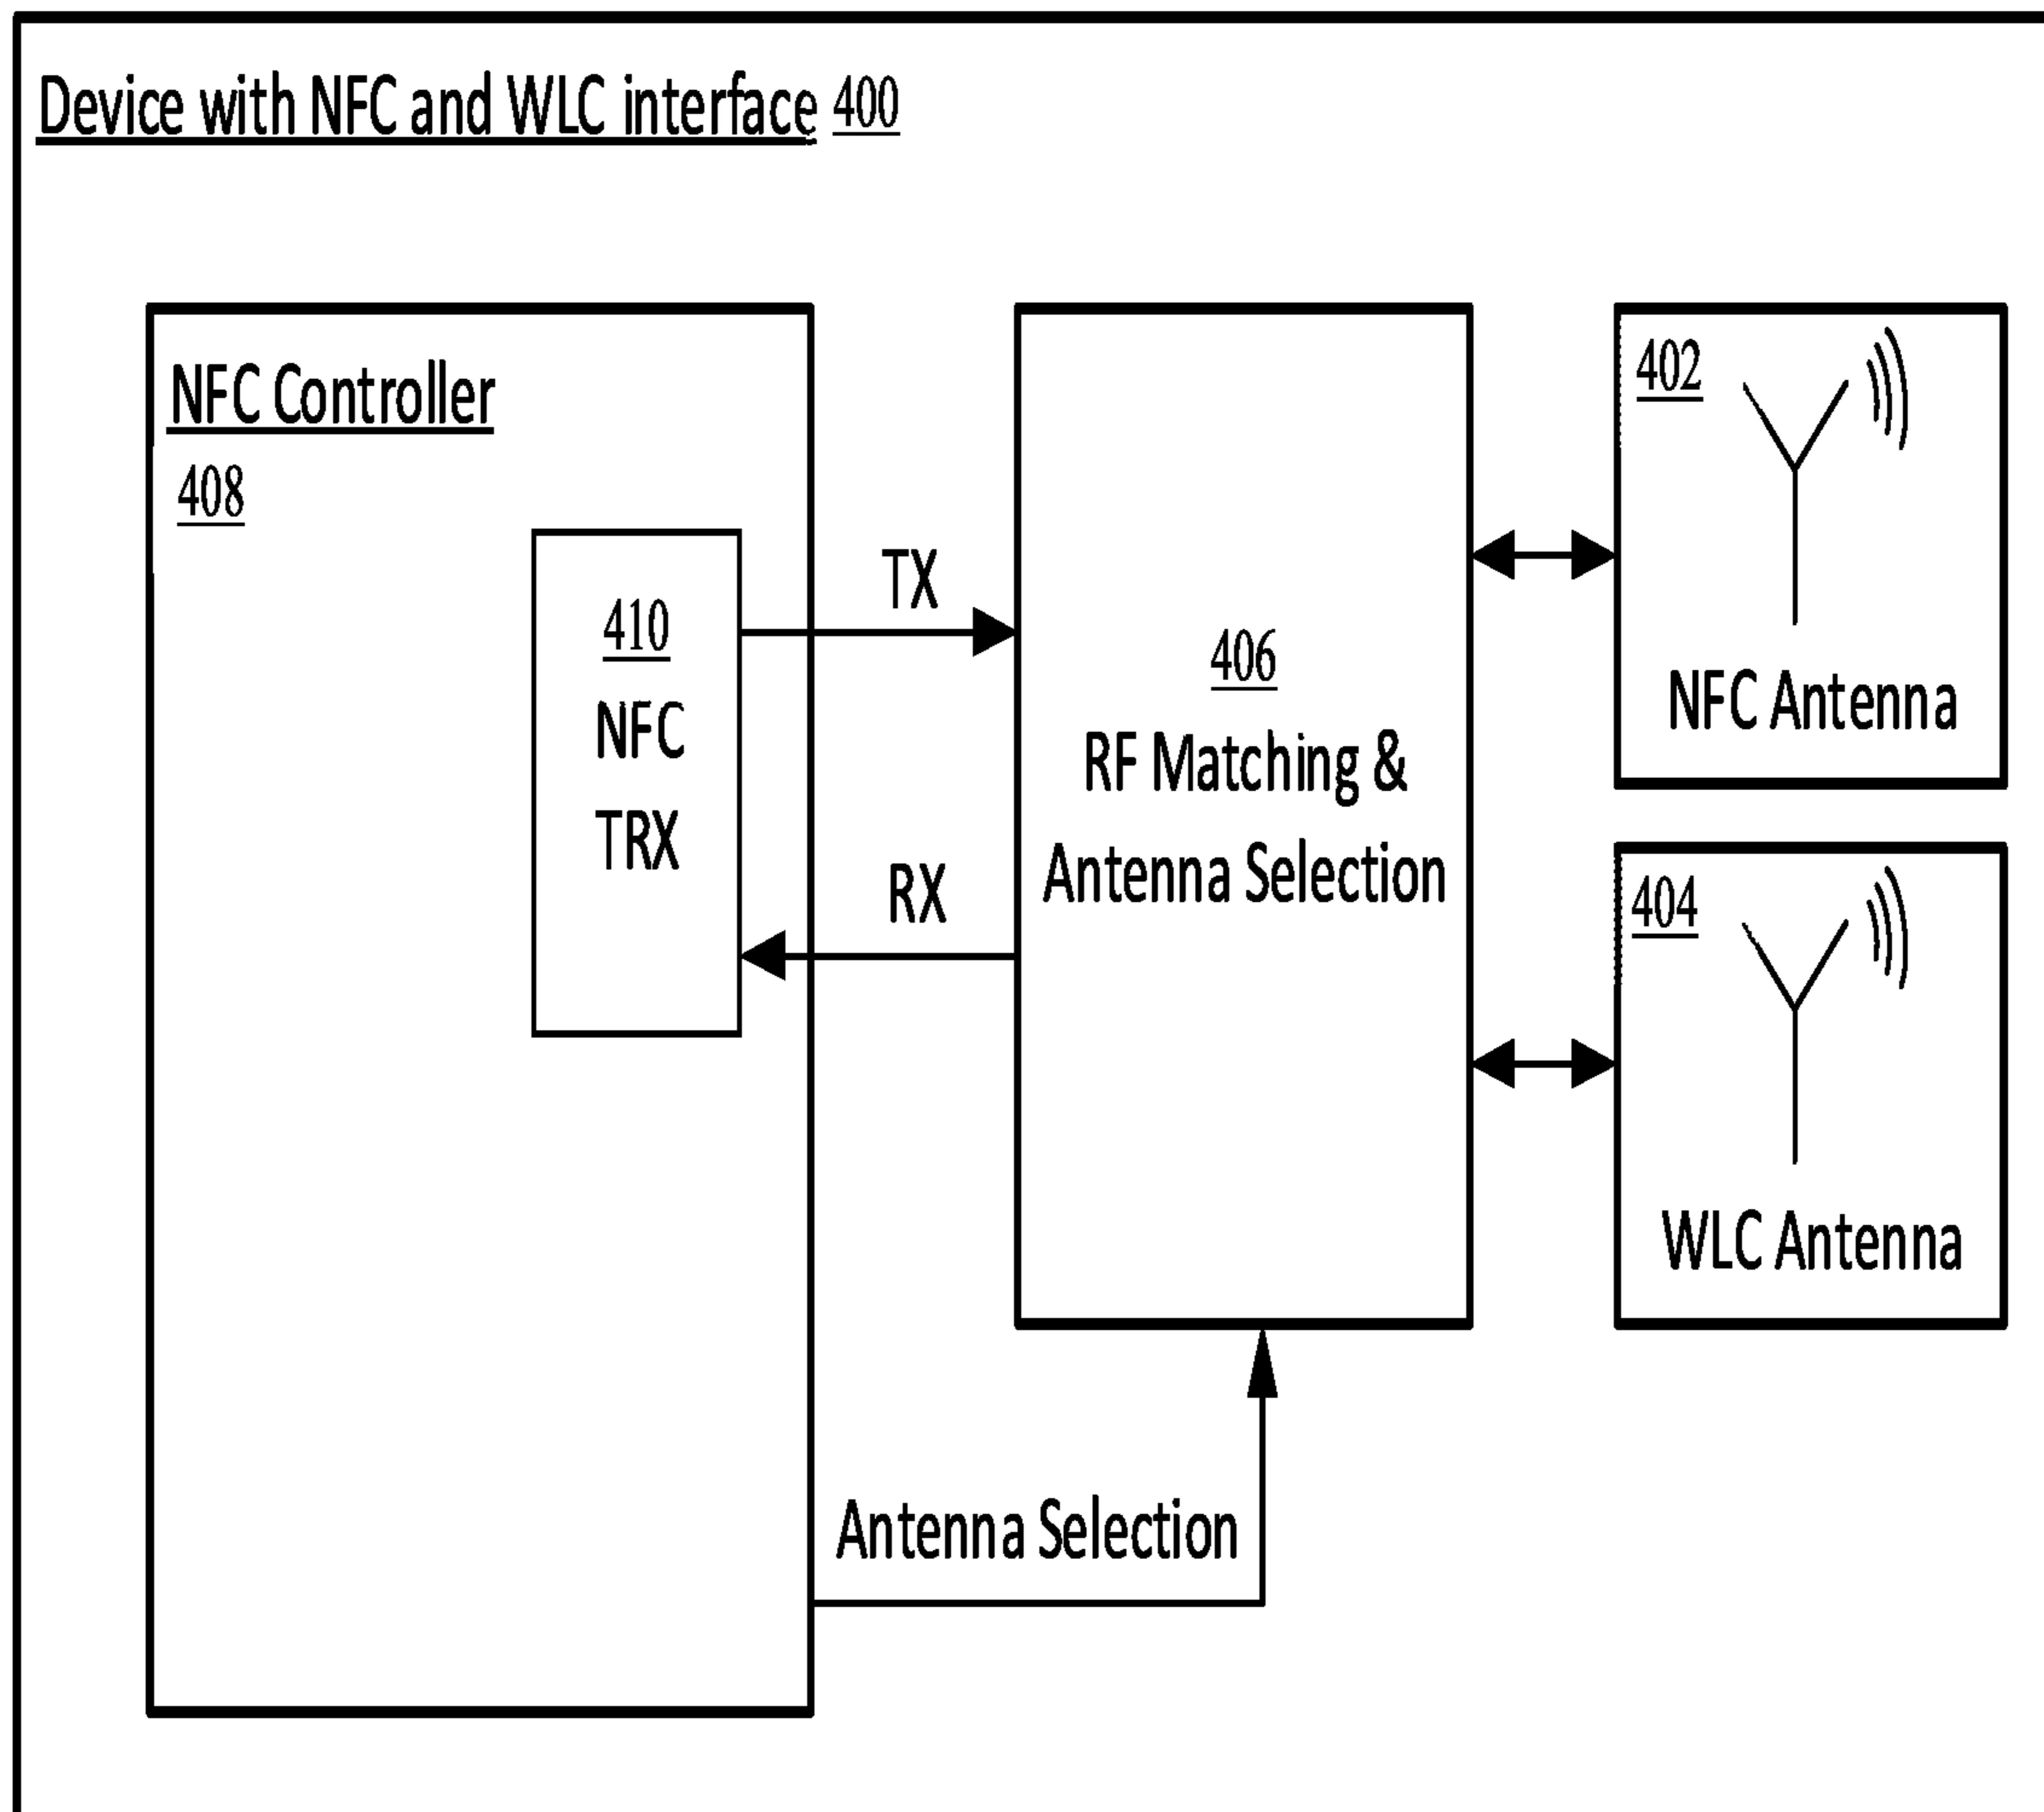 Device with NFC and WLC interface 400
NFC Controller
408
410
NFC
TRX
TX
RX
406
RF Matching &
Antenna Selection
402
NFC Antenna
404
WLC Antenna
Antenna Selection